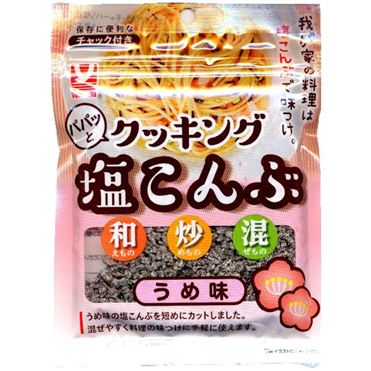 保存に便利な
チャック付き
我が家の料理は
塩こんぶで味つけ。
パパッと
クッキング
塩こんぶ
和 炒 混
えもの めもの ぜもの
うめ味
うめ味の塩こんぶを短めにカットしました。
混ぜやすく料理の味つけに手軽に使えます。